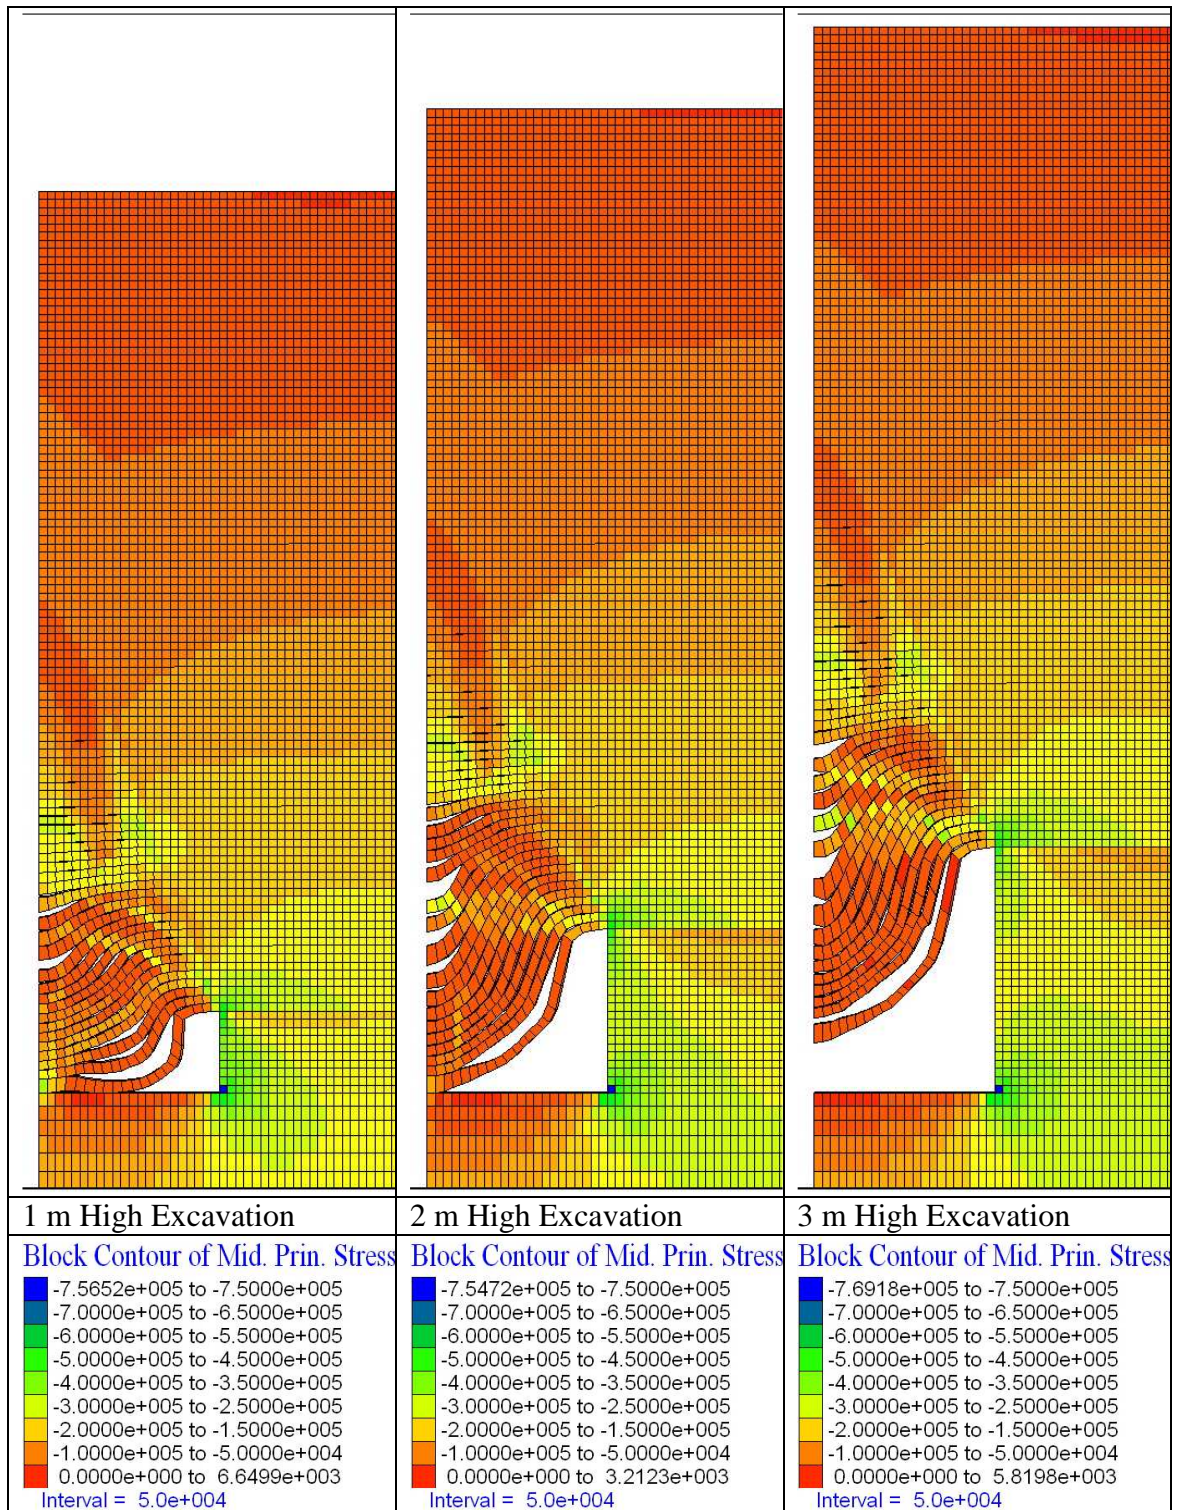 1 m High Excavation
2 m High Excavation
3 m High Excavation
Block Contour of Mid. Prin. Stress
-7.5652e+005 to -7.5000e+005
-7.0000e+005 to -6.5000e+005
-6.0000e+005 to -5.5000e+005
-5.0000e+005 to -4.5000e+005
-4.0000e+005 to -3.5000e+005
-3.0000e+005 to -2.5000e+005
-2.0000e+005 to -1.5000e+005
-1.0000e+005 to -5.0000e+004
0.0000e+000 to 6.6499e+003
Interval = 5.0e+004
Block Contour of Mid. Prin. Stress
-7.5472e+005 to -7.5000e+005
-7.0000e+005 to -6.5000e+005
-6.0000e+005 to -5.5000e+005
-5.0000e+005 to -4.5000e+005
-4.0000e+005 to -3.5000e+005
-3.0000e+005 to -2.5000e+005
-2.0000e+005 to -1.5000e+005
-1.0000e+005 to -5.0000e+004
0.0000e+000 to 3.2123e+003
Interval = 5.0e+004
Block Contour of Mid. Prin. Stress
-7.6918e+005 to -7.5000e+005
-7.0000e+005 to -6.5000e+005
-6.0000e+005 to -5.5000e+005
-5.0000e+005 to -4.5000e+005
-4.0000e+005 to -3.5000e+005
-3.0000e+005 to -2.5000e+005
-2.0000e+005 to -1.5000e+005
-1.0000e+005 to -5.0000e+004
0.0000e+000 to 5.8198e+003
Interval = 5.0e+004